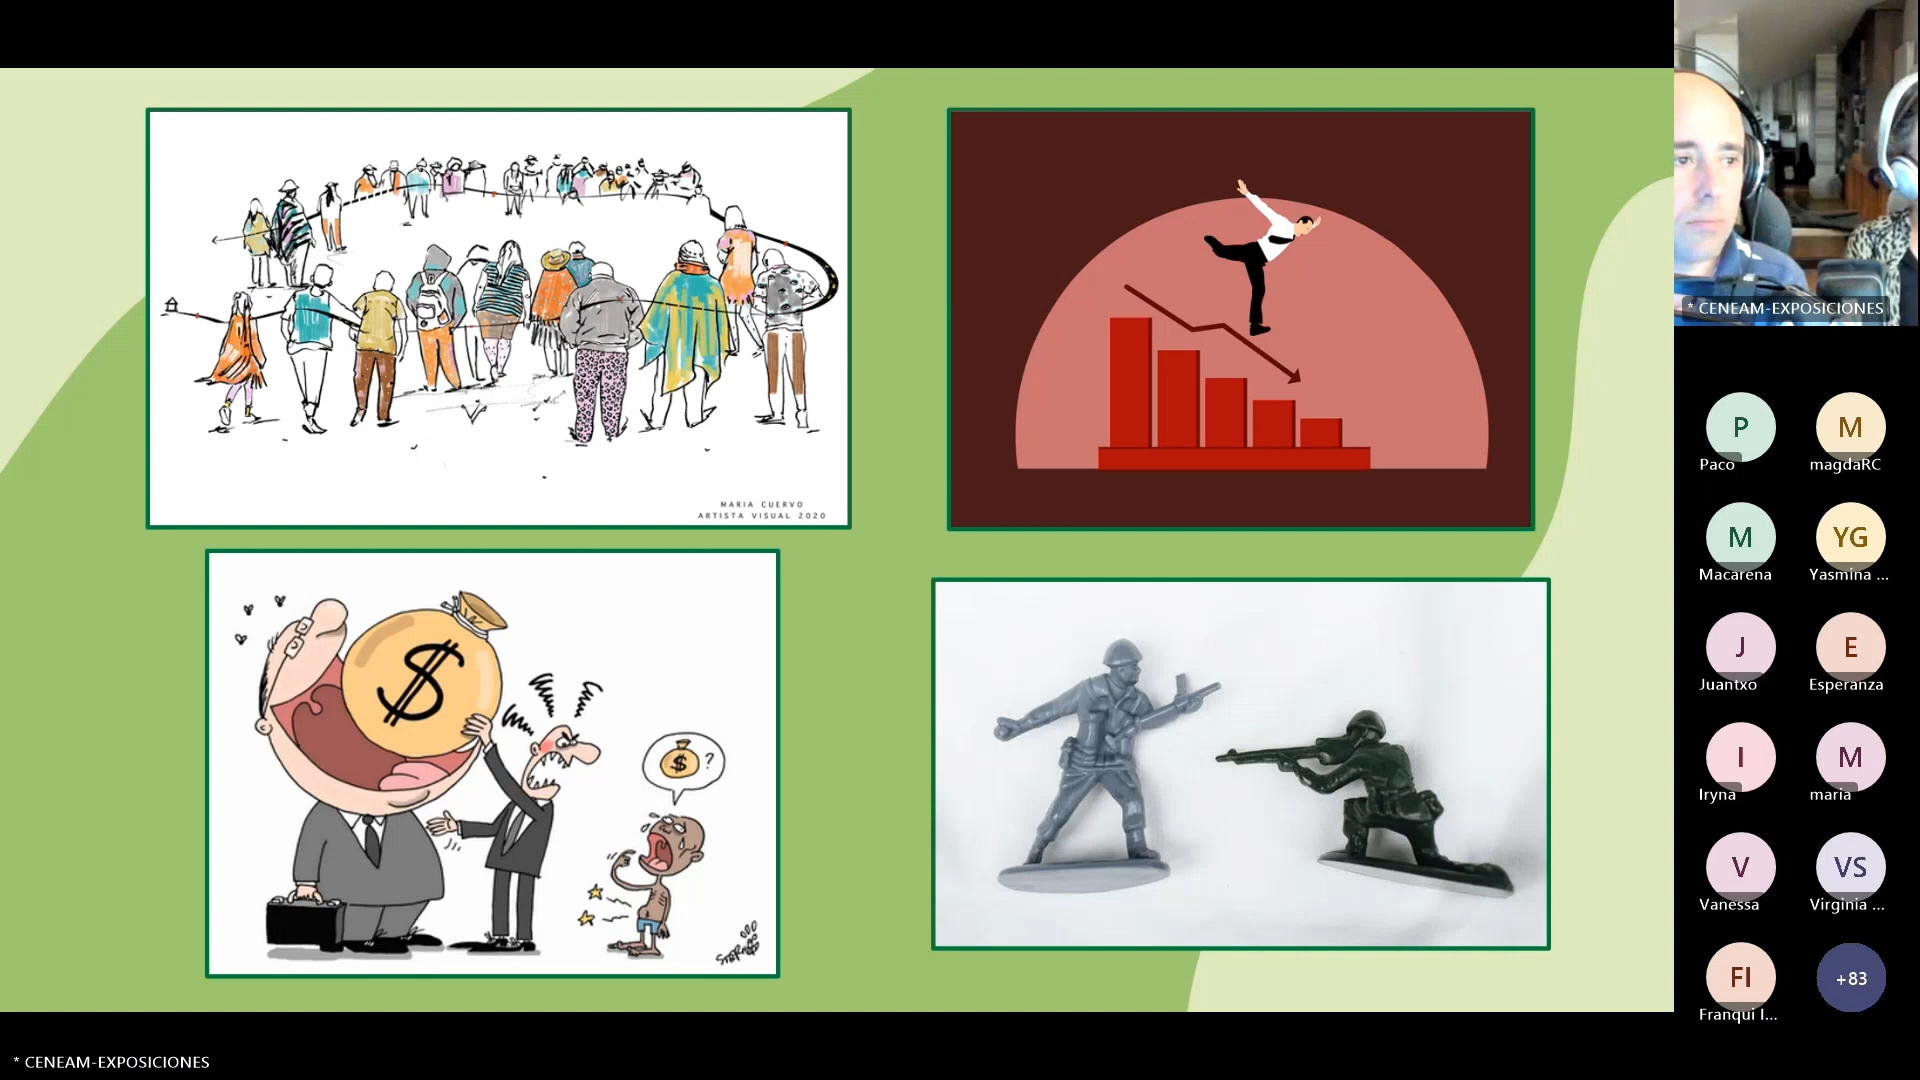 MARIA CUERVO
ARTISTA VISUAL 2020
$
$ ?
* CENEAM-EXPOSICIONES
P
Paco
M
magdaRC
M
Macarena
YG
Yasmina ...
J
Juantxo
E
Esperanza
I
Iryna
M
maria
V
Vanessa
VS
Virginia ...
FI
Franqui I...
+83
* CENEAM-EXPOSICIONES